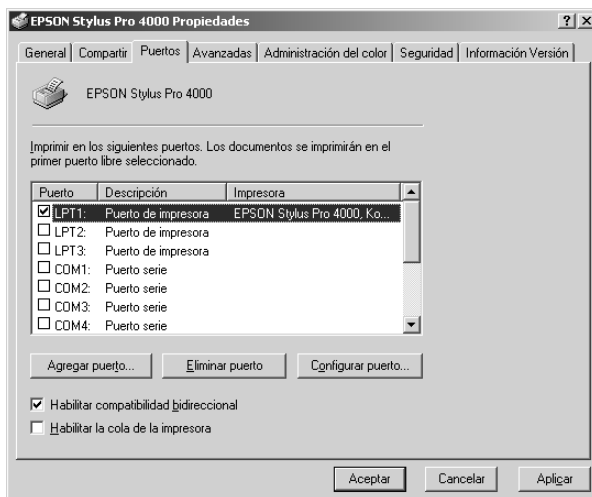 EPSON Stylus Pro 4000 Propiedades
General Compartir Puertos Avanzadas Administración del color Seguridad Información Versión
EPSON Stylus Pro 4000
Imprimir en los siguientes puertos. Los documentos se imprimirán en el
primer puerto libre seleccionado.
Puerto Descripción Impresora
LPT1: Puerto de impresora EPSON Stylus Pro 4000, Ko...
LPT2: Puerto de impresora
LPT3: Puerto de impresora
COM1: Puerto serie
COM2: Puerto serie
COM3: Puerto serie
COM4: Puerto serie
Agregar puerto... Eliminar puerto Configurar puerto...
Habilitar compatibilidad bidireccional
Habilitar la cola de la impresora
Aceptar Cancelar Aplicar